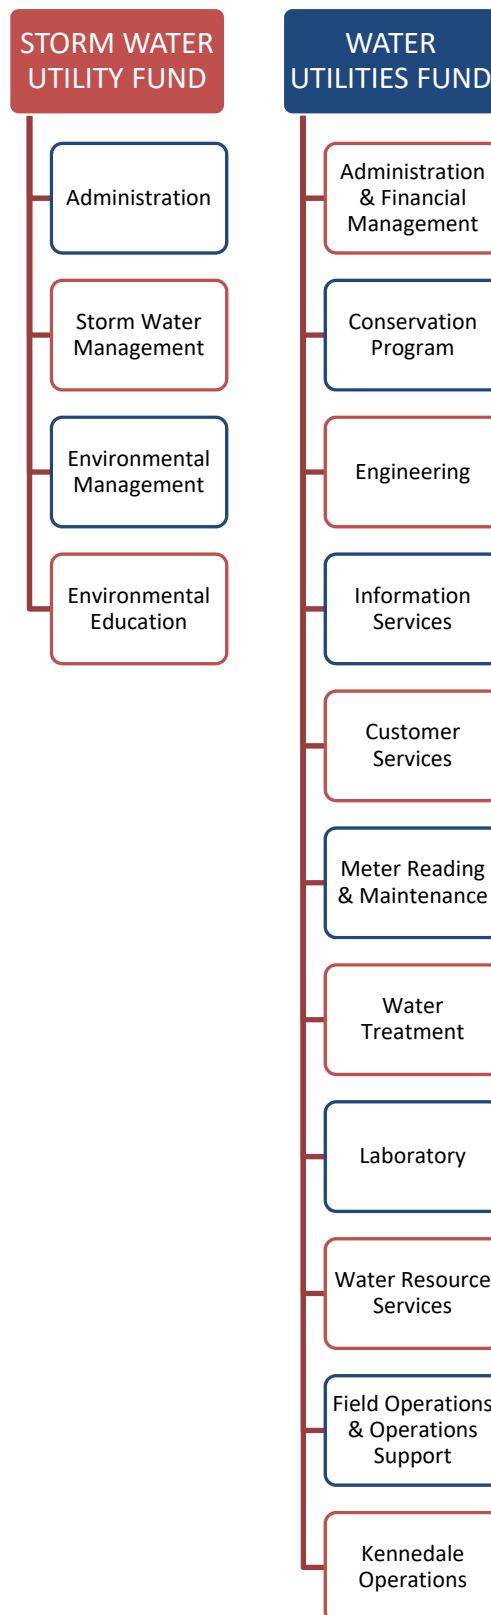 STORM WATER
UTILITY FUND
Administration
Storm Water
Management
Environmental
Management
Environmental
Education
WATER
UTILITIES FUND
Administration
& Financial
Management
Conservation
Program
Engineering
Information
Services
Customer
Services
Meter Reading
& Maintenance
Water
Treatment
Laboratory
Water Resource
Services
Field Operations
& Operations
Support
Kennedale
Operations